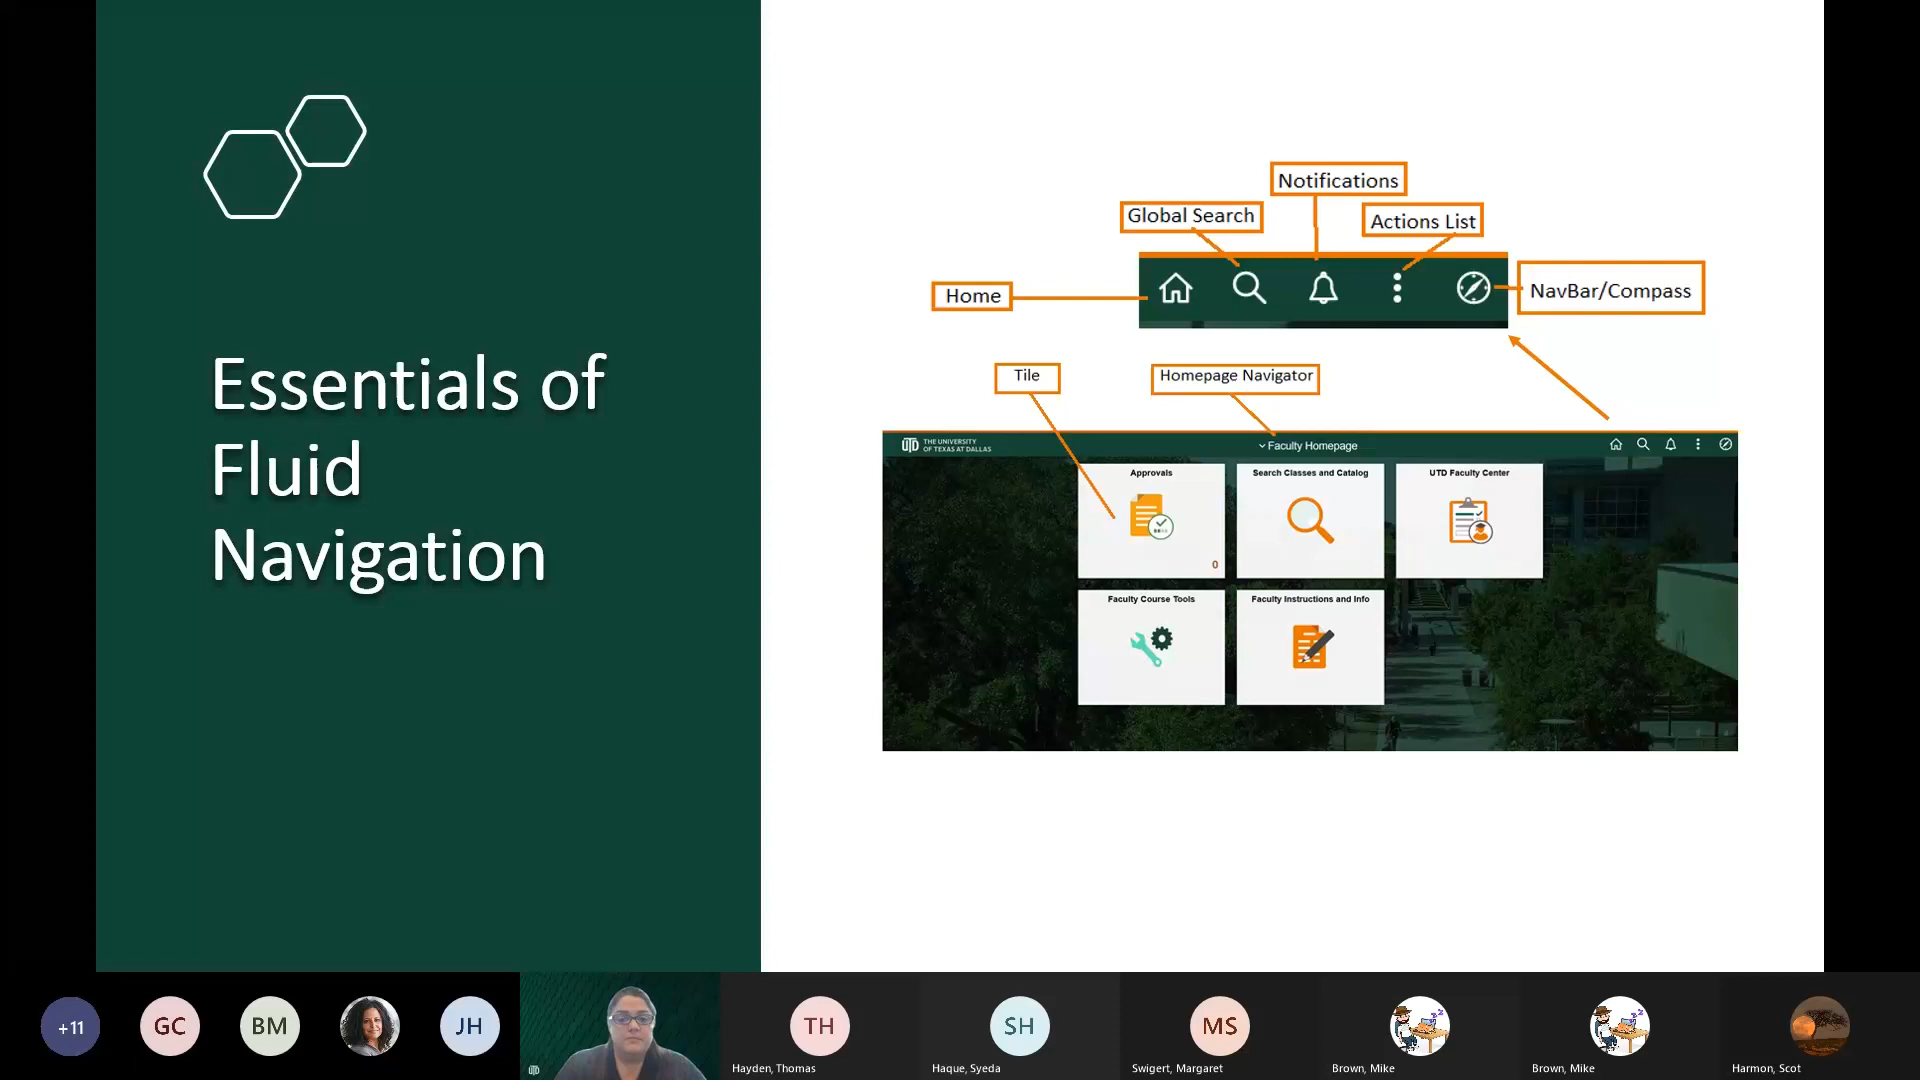 Essentials of
Fluid
Navigation
Notifications
Global Search
Actions List
Home
NavBar/Compass
Tile
Homepage Navigator
UTD
THE UNIVERSITY
OF TEXAS AT DALLAS
Faculty Homepage
Approvals
0
Search Classes and Catalog
UTD Faculty Center
Faculty Course Tools
Faculty Instructions and Info
+11
GC
BM
JH
UTD
TH
Hayden, Thomas
SH
Haque, Syeda
MS
Swigert, Margaret
Brown, Mike
Brown, Mike
Harmon, Scot